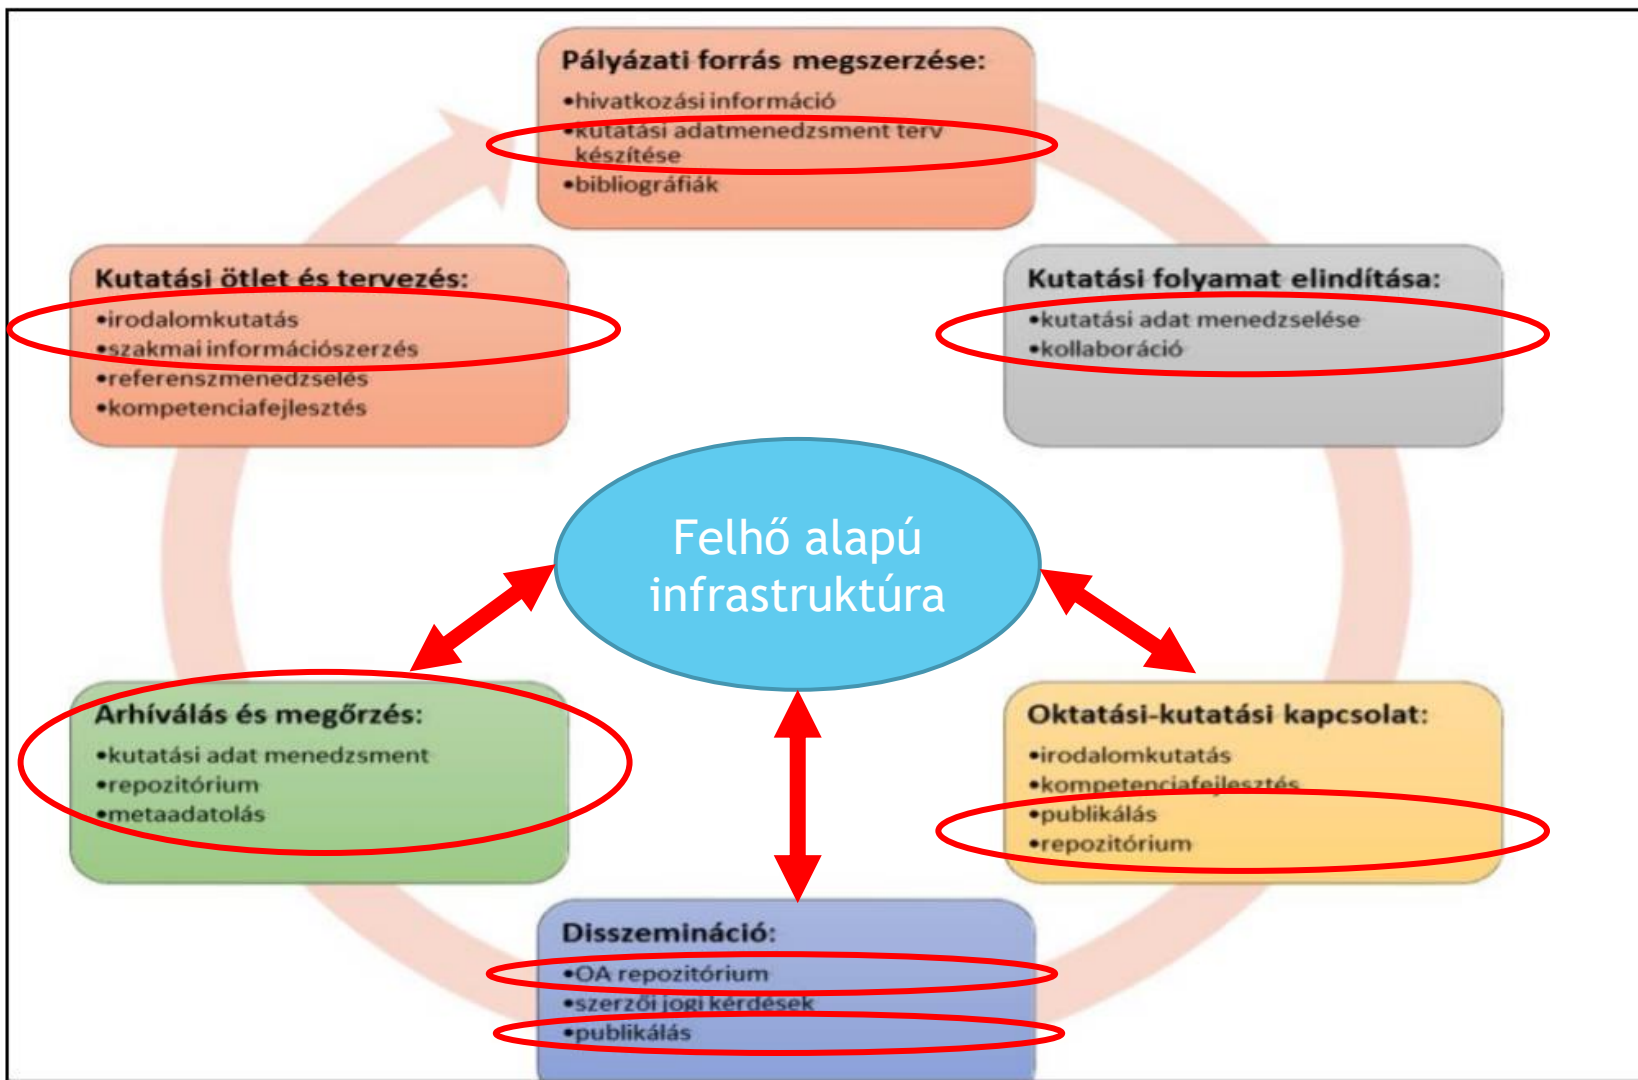 Pályázati forrás megszerzése:
•hivatkozási információ
•kutatási adatmenedzsment terv
készítése
•bibliográfiák
Kutatási ötlet és tervezés:
•irodalomkutatás
•szakmai információszerzés
•referenszmenedzselés
•kompetenciafejlesztés
Kutatási folyamat elindítása:
•kutatási adat menedzselése
•kollaboráció
Felhő alapú
infrastruktúra
Arhíválás és megőrzés:
•kutatási adat menedzsment
•repozitórium
•metaadatolás
Oktatási-kutatási kapcsolat:
•irodalomkutatás
•kompetenciafejlesztés
•publikálás
•repozitórium
Disszemináció:
•OA repozitórium
•szerzői jogi kérdések
•publikálás